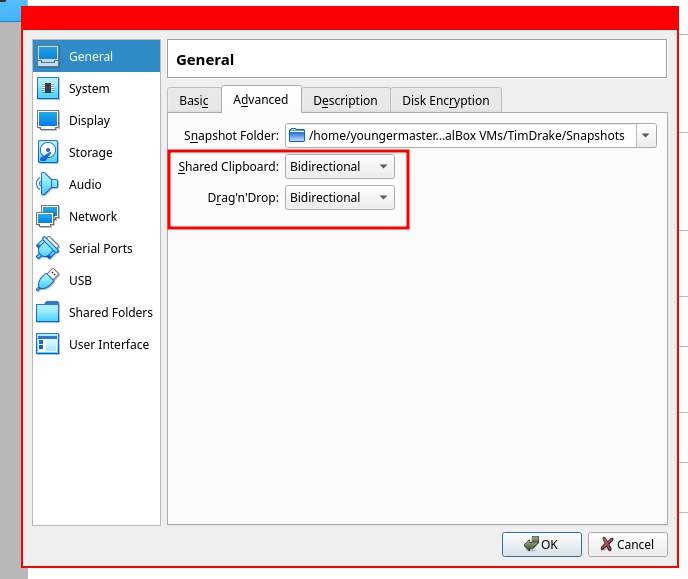 General
System
Display
Storage
Audio
Network
Serial Ports
USB
Shared Folders
User Interface
General
Basic
Advanced
Description
Disk Encryption
Snapshot Folder: /home/youngermaster...alBox VMs/TimDrake/Snapshots
Shared Clipboard: Bidirectional
Drag'n'Drop: Bidirectional
OK
Cancel